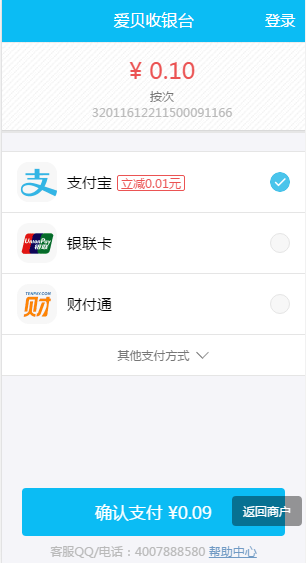 爱贝收银台 登录
¥ 0.10
按次
32011612211500091166
支 支付宝 立减0.01元
UnionPay 银联 银联卡
TENPAY.COM 财 财付通
其他支付方式
确认支付 ¥0.09 返回商户
客服QQ/电话：4007888580 帮助中心